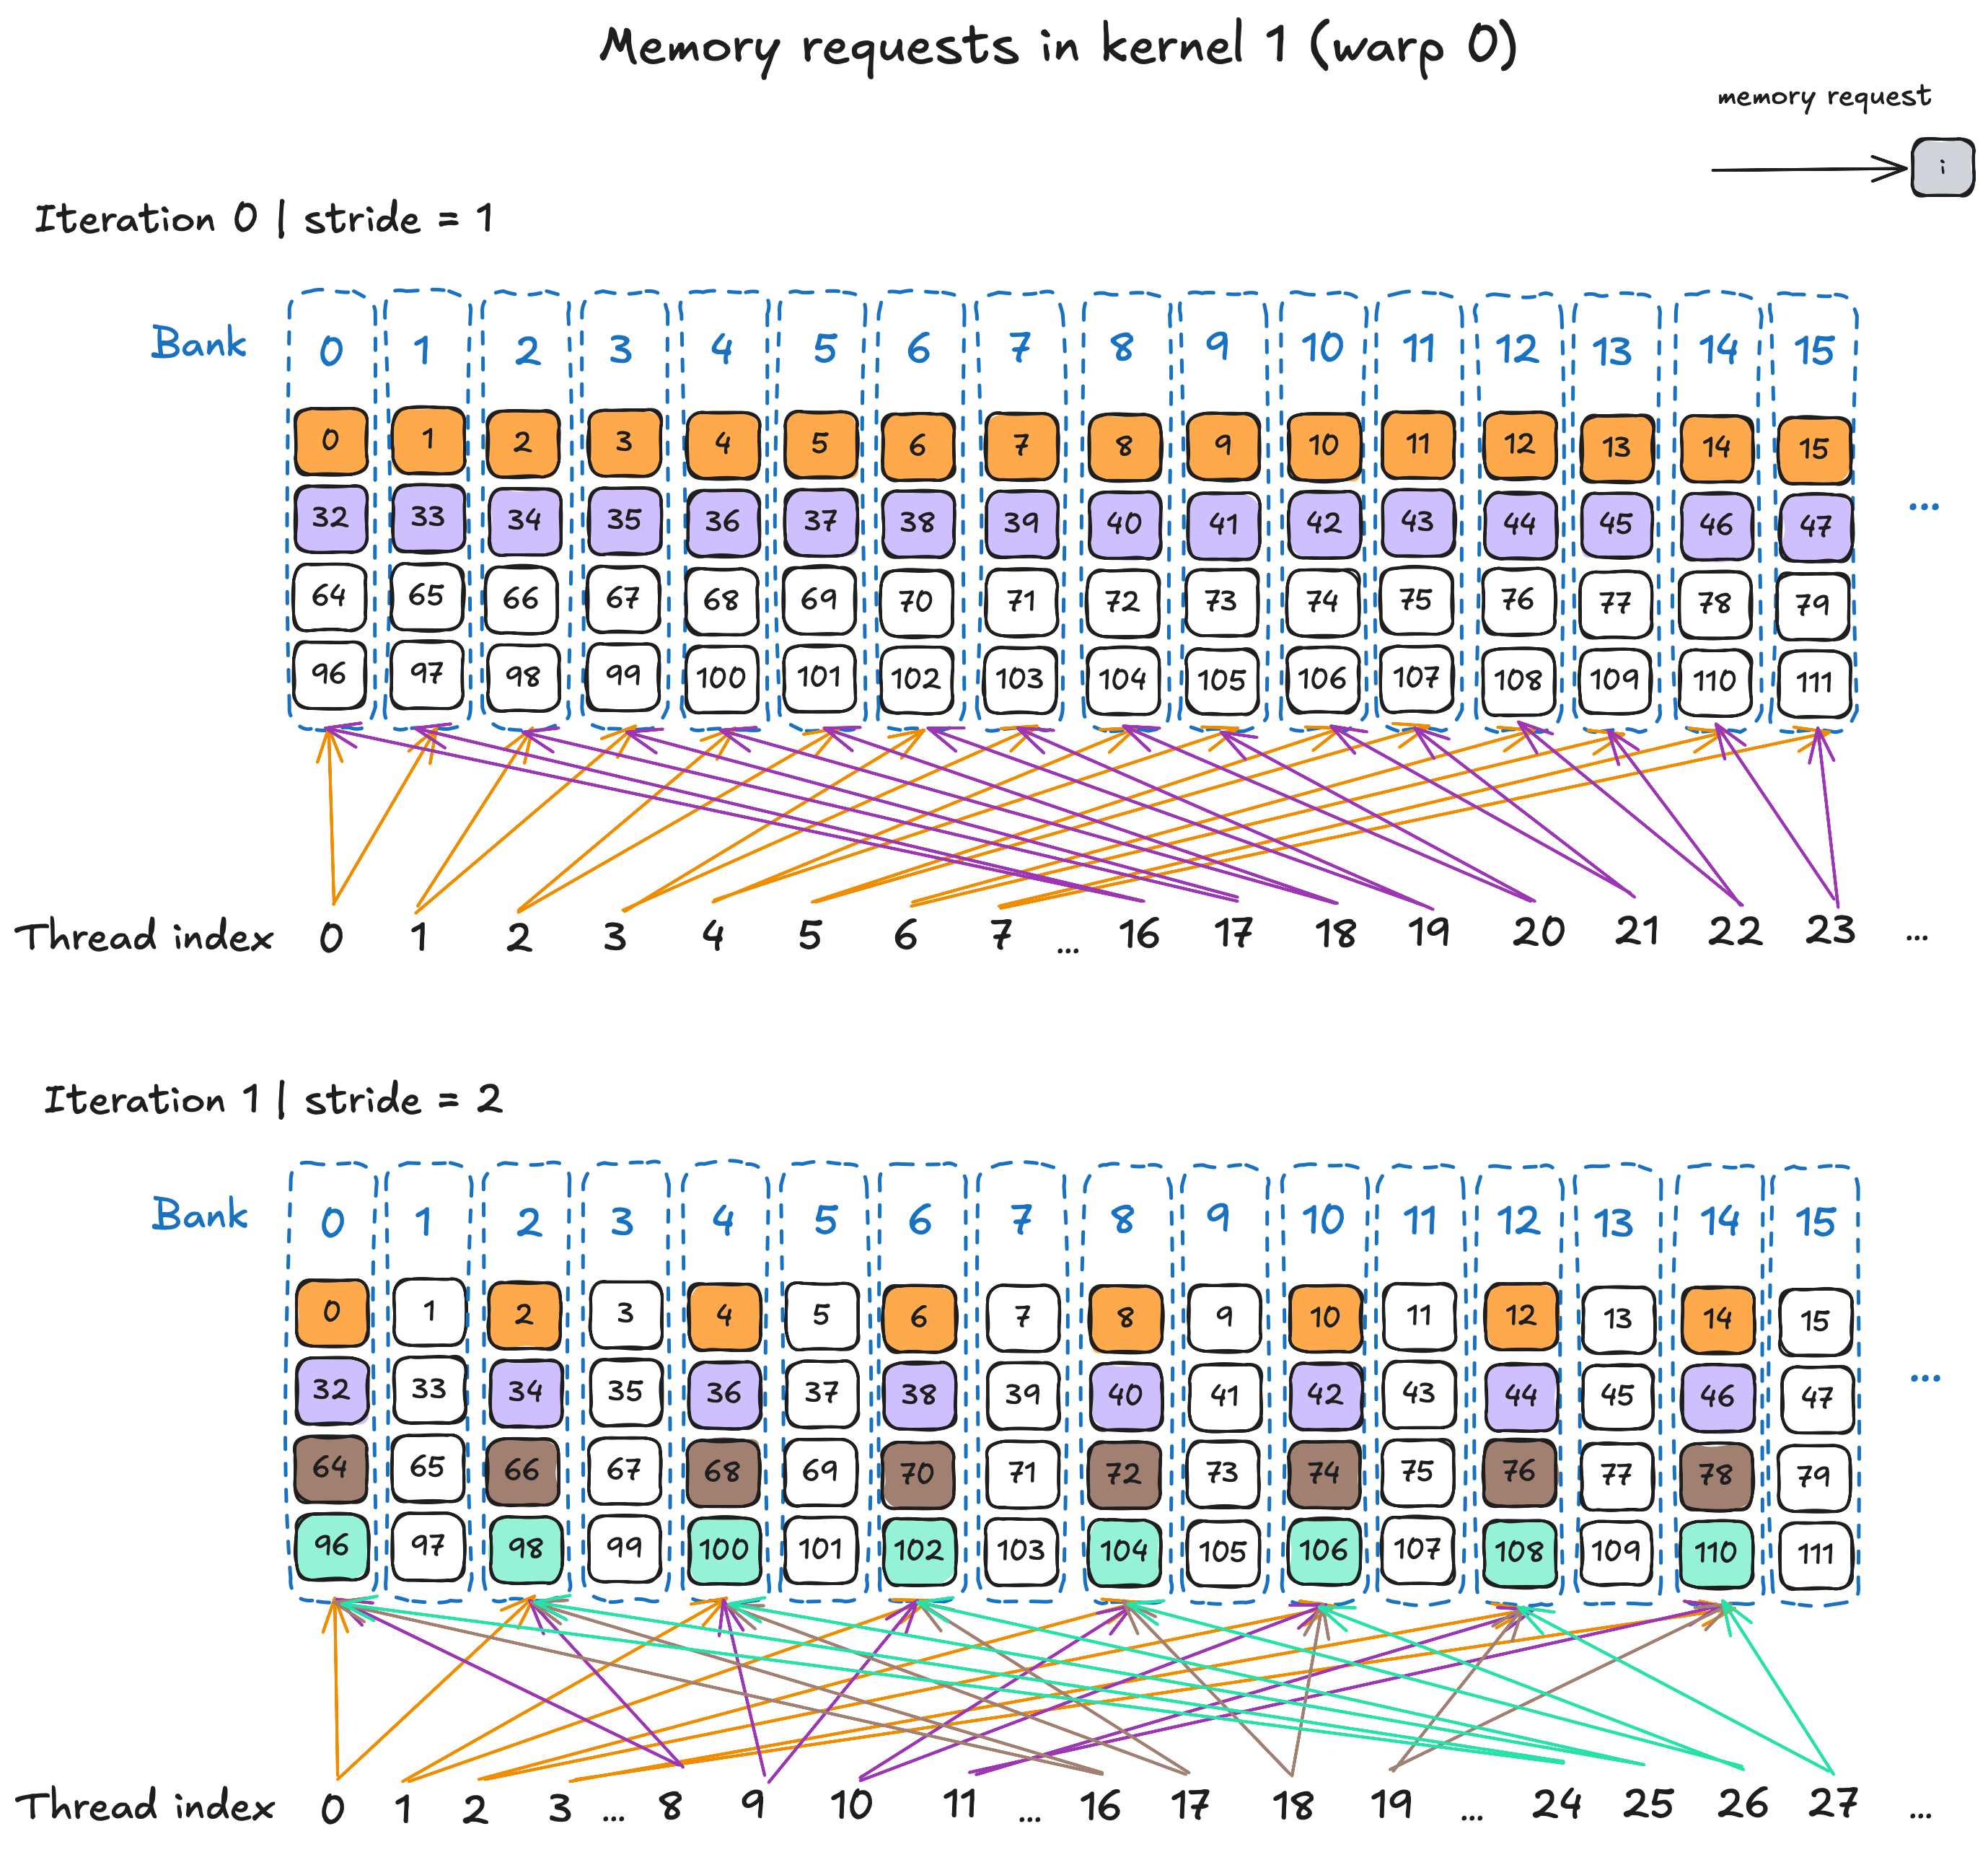 Memory requests in kernel 1 (warp 0)
memory request
i
Iteration 0 | stride = 1
Bank 0 1 2 3 4 5 6 7 8 9 10 11 12 13 14 15
0 1 2 3 4 5 6 7 8 9 10 11 12 13 14 15
32 33 34 35 36 37 38 39 40 41 42 43 44 45 46 47 ...
64 65 66 67 68 69 70 71 72 73 74 75 76 77 78 79
96 97 98 99 100 101 102 103 104 105 106 107 108 109 110 111
Thread index 0 1 2 3 4 5 6 7 ... 16 17 18 19 20 21 22 23 ...
Iteration 1 | stride = 2
Bank 0 1 2 3 4 5 6 7 8 9 10 11 12 13 14 15
0 1 2 3 4 5 6 7 8 9 10 11 12 13 14 15
32 33 34 35 36 37 38 39 40 41 42 43 44 45 46 47 ...
64 65 66 67 68 69 70 71 72 73 74 75 76 77 78 79
96 97 98 99 100 101 102 103 104 105 106 107 108 109 110 111
Thread index 0 1 2 3 ... 8 9 10 11 ... 16 17 18 19 ... 24 25 26 27 ...